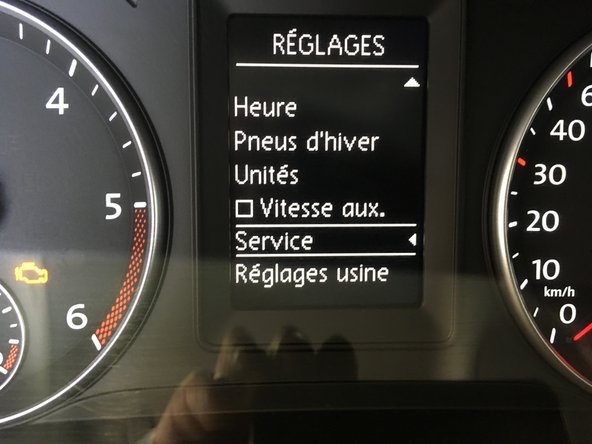 RÉGLAGES
Heure
Pneus d'hiver
Unités
Vitesse aux.
Service
Réglages usine
4
5
6
40
30
20
10
km/h
0